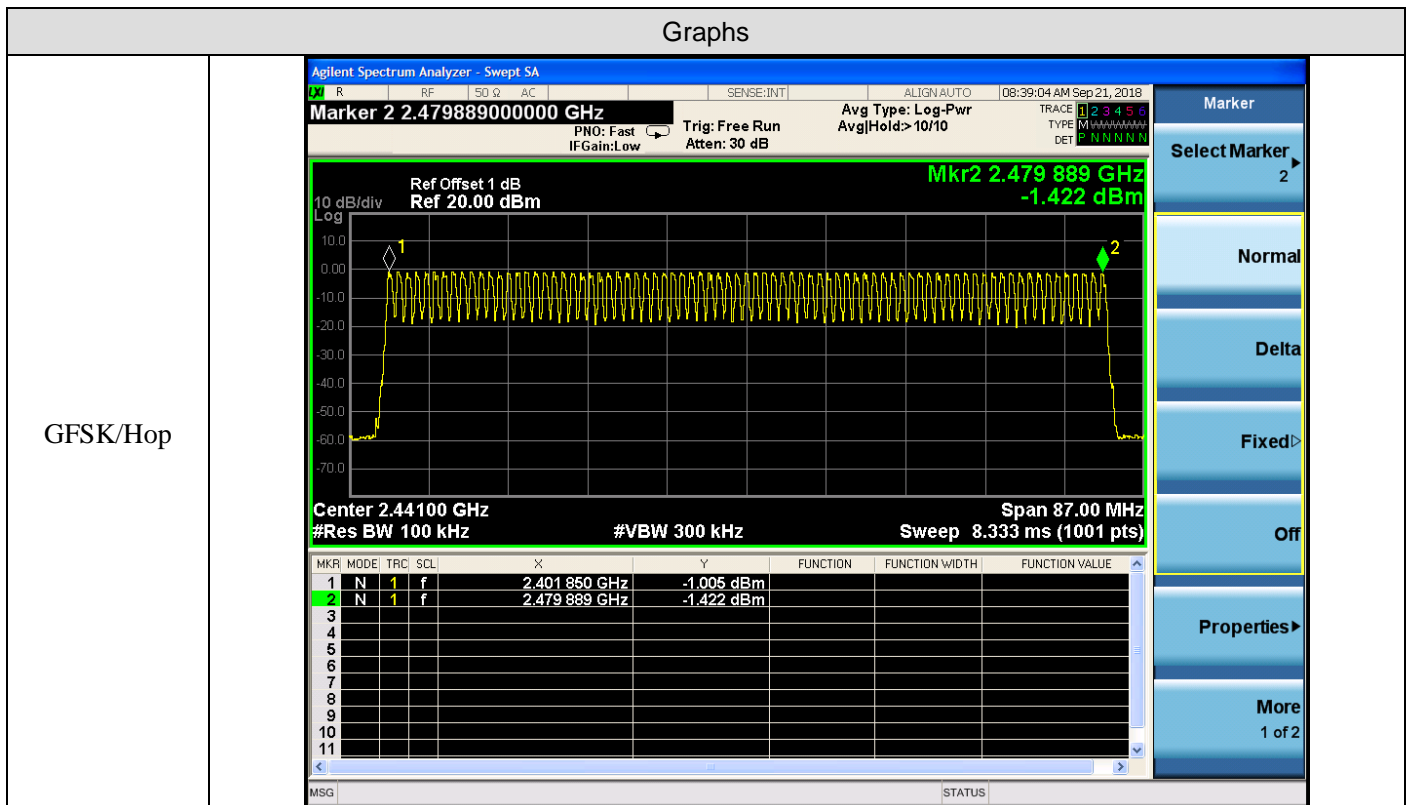 Graphs
GFSK/Hop
Agilent Spectrum Analyzer - Swept SA
LXI R RF 50 Ω AC SENSE:INT ALIGN AUTO 08:39:04 AM Sep 21, 2018
Marker 2 2.479889000000 GHz
PNO: Fast
IFGain:Low
Trig: Free Run
Atten: 30 dB
Avg Type: Log-Pwr
Avg|Hold:> 10/10
TRACE 1 2 3 4 5 6
TYPE M W W W W W
DET P N N N N N
Mkr2 2.479 889 GHz
-1.422 dBm
Ref Offset 1 dB
10 dB/div Ref 20.00 dBm
Log
10.0
0.00
-10.0
-20.0
-30.0
-40.0
-50.0
-60.0
-70.0
1
2
Center 2.44100 GHz Span 87.00 MHz
#Res BW 100 kHz #VBW 300 kHz Sweep 8.333 ms (1001 pts)
MKR MODE TRC SCL X Y FUNCTION FUNCTION WIDTH FUNCTION VALUE
1 N 1 f 2.401 850 GHz -1.005 dBm
2 N 1 f 2.479 889 GHz -1.422 dBm
3
4
5
6
7
8
9
10
11
MSG STATUS
Marker
Select Marker
2
Normal
Delta
Fixed
Off
Properties
More
1 of 2